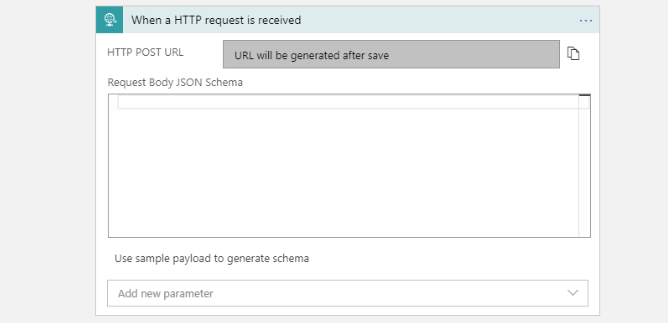 When a HTTP request is received
HTTP POST URL
URL will be generated after save
Request Body JSON Schema
Use sample payload to generate schema
Add new parameter